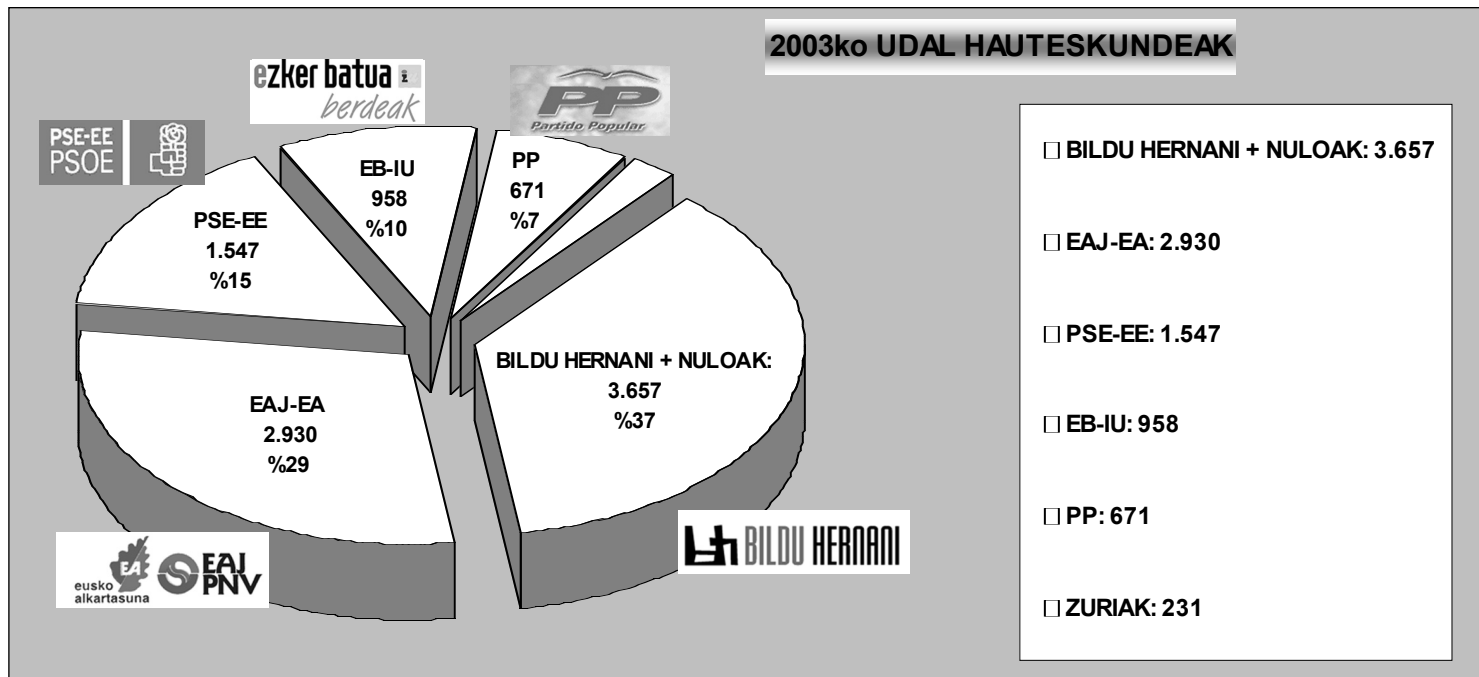 2003ko UDAL HAUTESKUNDEAK
ezker batua
berdeak
PP
Partido Popular
PSE-EE
PSOE
EB-IU
958
%10
PP
671
%7
PSE-EE
1.547
%15
BILDU HERNANI + NULOAK:
3.657
%37
EAJ-EA
2.930
%29
BILDU HERNANI
EA
eusko
alkartasuna
EAJ
PNV
BILDU HERNANI + NULOAK: 3.657
EAJ-EA: 2.930
PSE-EE: 1.547
EB-IU: 958
PP: 671
ZURIAK: 231